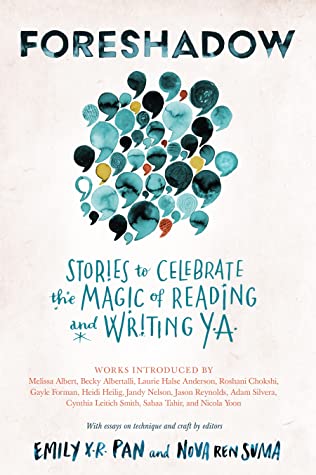 FORESHADOW
STORIES to CELEBRATE
the MAGIC of READING
and WRITING Y.A.
WORKS INTRODUCED BY
Melissa Albert, Becky Albertalli, Laurie Halse Anderson, Roshani Chokshi,
Gayle Forman, Heidi Heilig, Jandy Nelson, Jason Reynolds, Adam Silvera,
Cynthia Leitich Smith, Sabaa Tahir, and Nicola Yoon
With essays on technique and craft by editors
EMILY X.R. PAN and NOVA REN SUMA